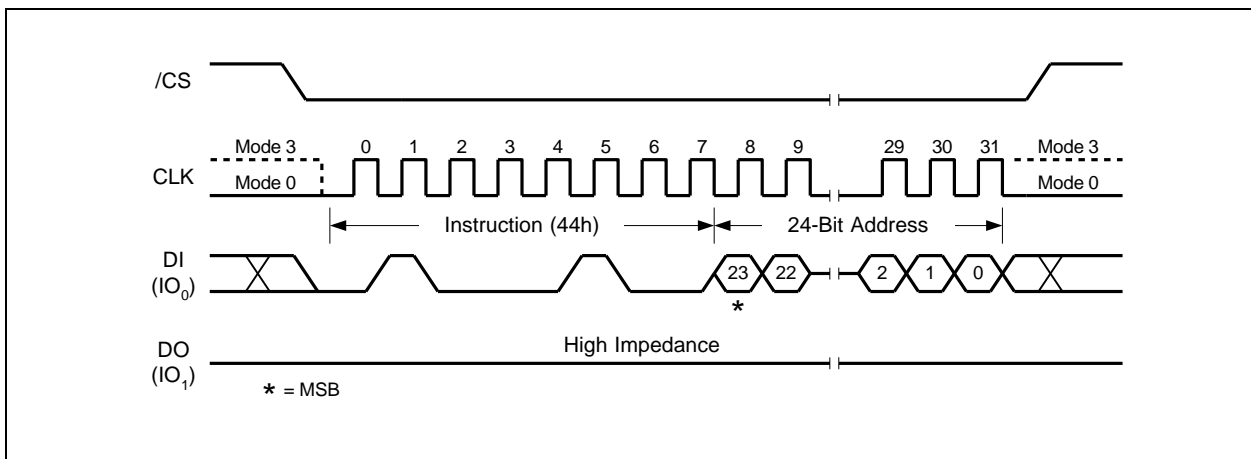 /CS
Mode 3
0 1 2 3 4 5 6 7 8 9 29 30 31
Mode 3
CLK
Mode 0
Mode 0
Instruction (44h)
24-Bit Address
DI
(IO0)
23 22 2 1 0
*
DO
(IO1)
High Impedance
* = MSB